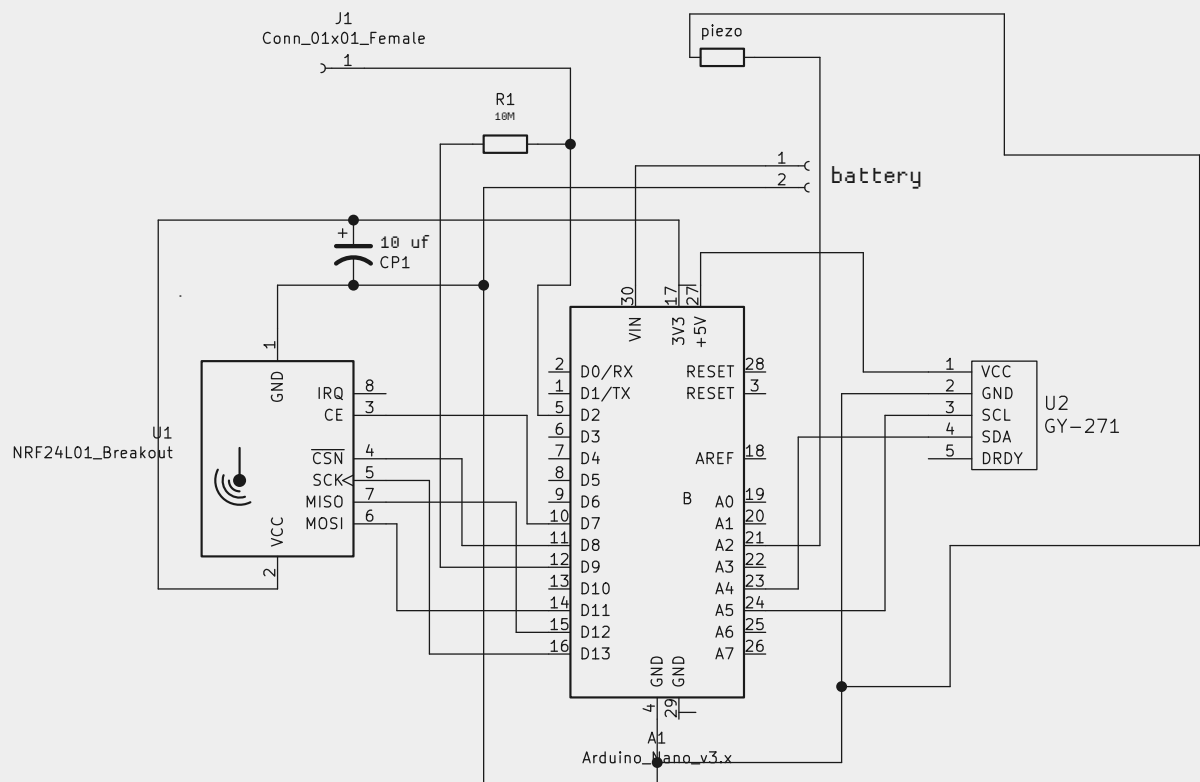 J1
Conn_01x01_Female
1
piezo
R1
10M
1
2
battery
+
10 uf
CP1
30
17
27
VIN
3V3
+5V
1
GND
IRQ 8
CE 3
CSN 4
SCK 5
MISO 7
MOSI 6
VCC
2
U1
NRF24L01_Breakout
2 D0/RX
1 D1/TX
5 D2
6 D3
7 D4
8 D5
9 D6
10 D7
11 D8
12 D9
13 D10
14 D11
15 D12
16 D13
RESET 28
RESET 3
AREF 18
B
A0 19
A1 20
A2 21
A3 22
A4 23
A5 24
A6 25
A7 26
GND
GND
4
29
A1
Arduino_Nano_v3.x
1 VCC
2 GND
3 SCL
4 SDA
5 DRDY
U2
GY-271